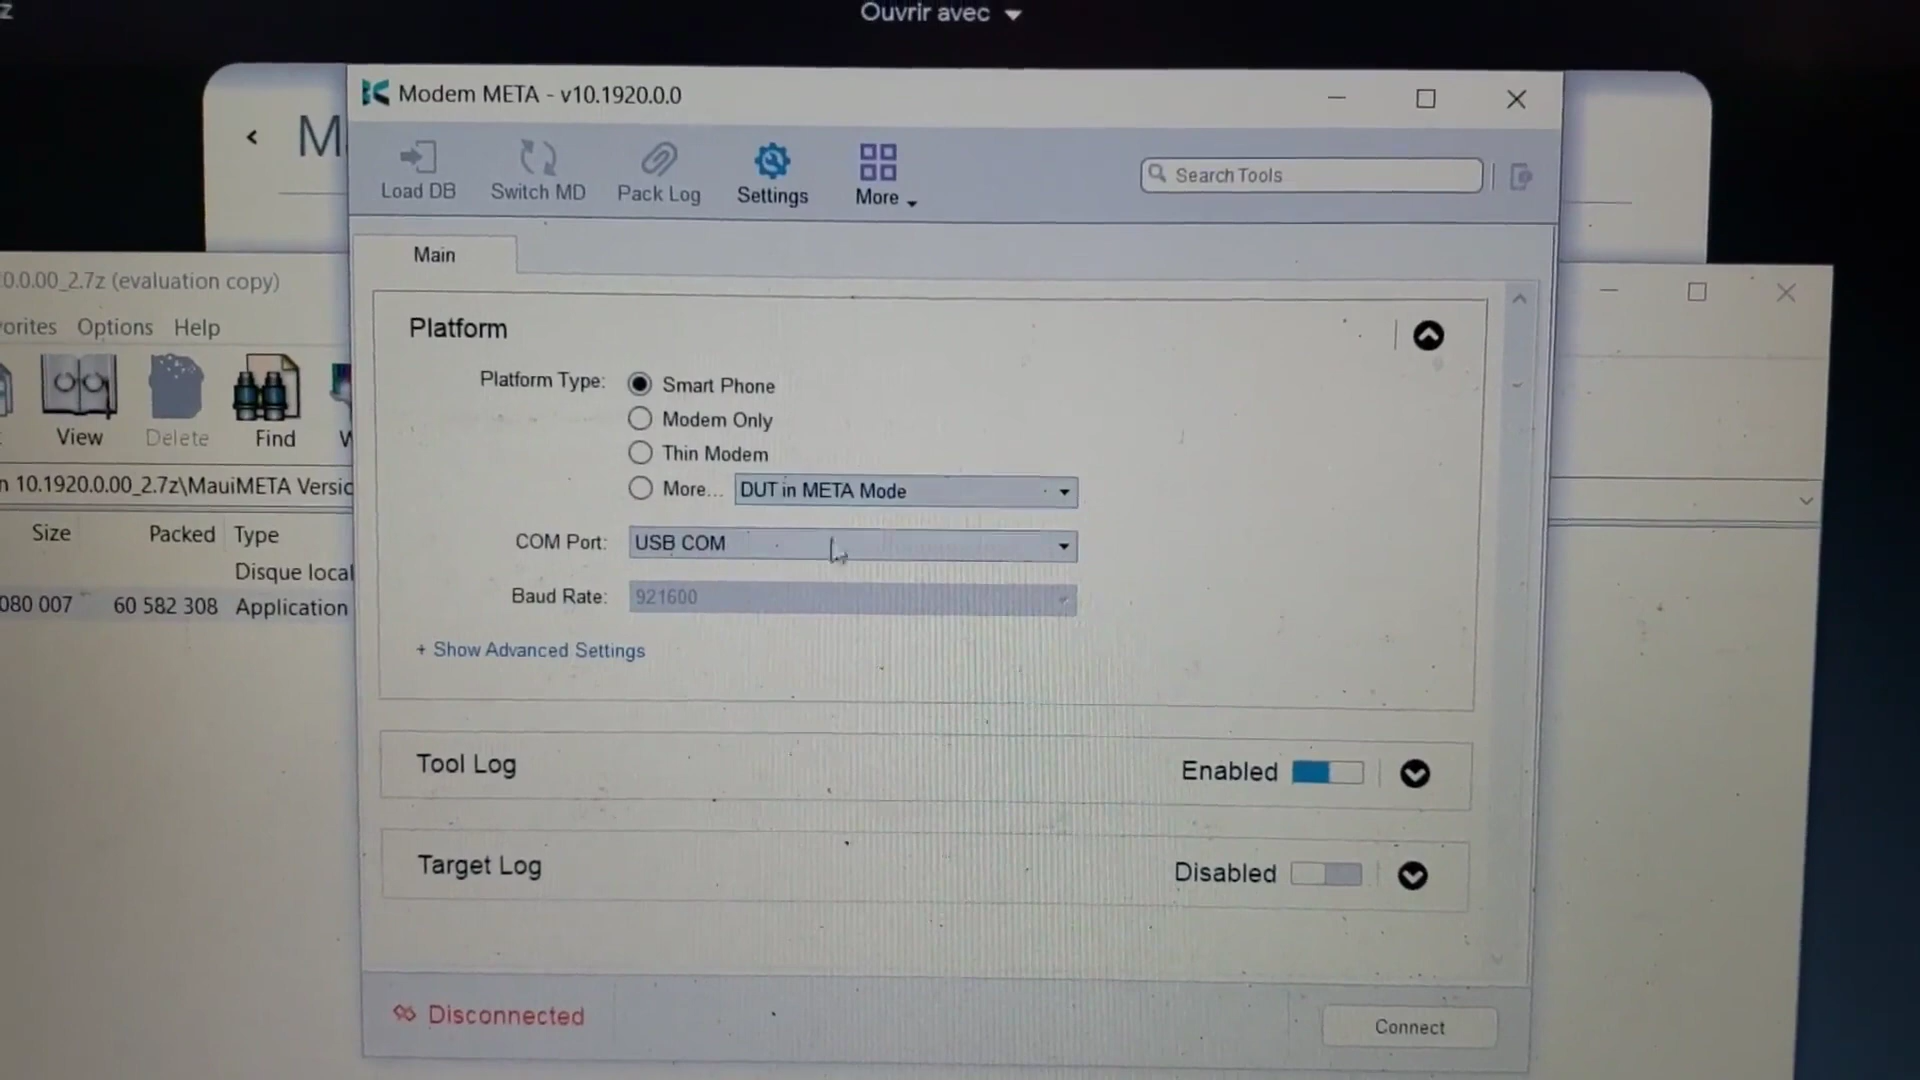 Ouvrir avec
Modem META - v10.1920.0.0
Load DB
Switch MD
Pack Log
Settings
More
Search Tools
Main
0.0.00_2.7z (evaluation copy)
Options
Help
View
Delete
Find
n 10.1920.0.00_2.7z\MauiMETA
Size
Packed
Type
Disque local
080 007
60 582 308
Application
Platform
Platform Type:
Smart Phone
Modem Only
Thin Modem
More...
DUT in META Mode
COM Port:
USB COM
Baud Rate:
921600
+ Show Advanced Settings
Tool Log
Enabled
Target Log
Disabled
Disconnected
Connect